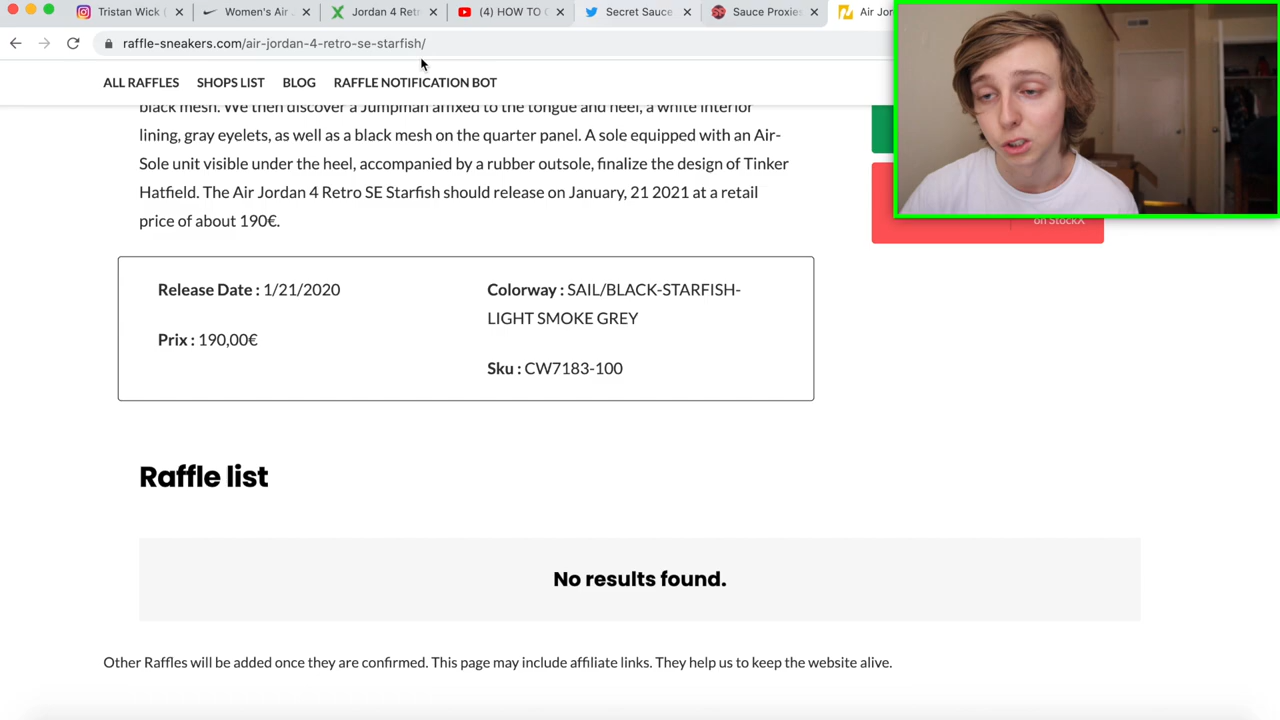 Tristan Wick (
Women's Air
Jordan 4 Retr
(4) HOW TO C
Secret Sauce
Sauce Proxies
Air Jor
raffle-sneakers.com/air-jordan-4-retro-se-starfish/
ALL RAFFLES SHOPS LIST BLOG RAFFLE NOTIFICATION BOT
black mesh. We then discover a Jumpman affixed to the tongue and heel, a white interior
lining, gray eyelets, as well as a black mesh on the quarter panel. A sole equipped with an Air-
Sole unit visible under the heel, accompanied by a rubber outsole, finalize the design of Tinker
Hatfield. The Air Jordan 4 Retro SE Starfish should release on January, 21 2021 at a retail
price of about 190€.
on StockX
Release Date : 1/21/2020
Prix : 190,00€
Colorway : SAIL/BLACK-STARFISH-
LIGHT SMOKE GREY
Sku : CW7183-100
Raffle list
No results found.
Other Raffles will be added once they are confirmed. This page may include affiliate links. They help us to keep the website alive.